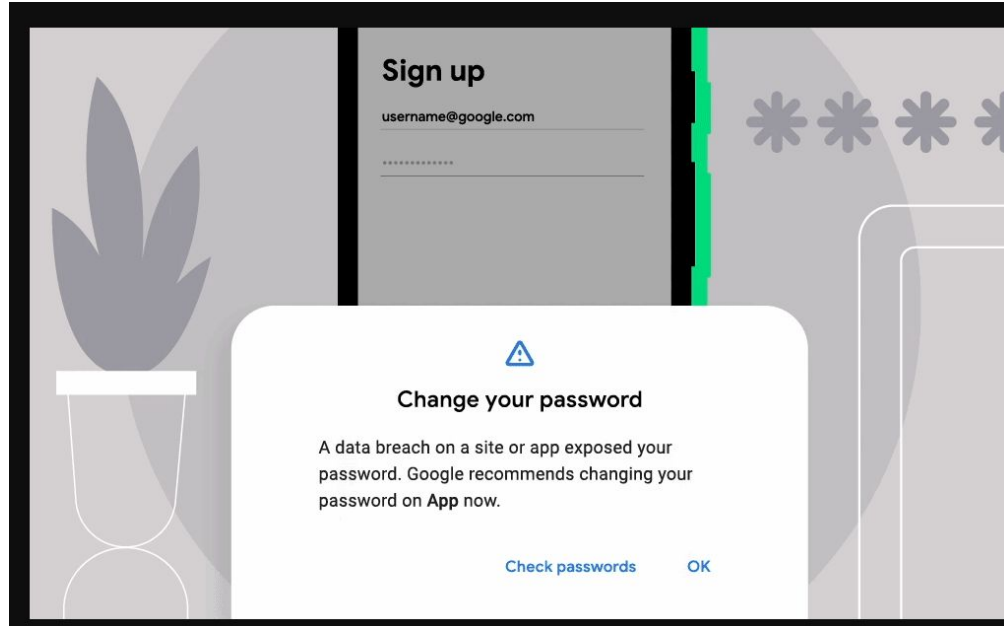 Sign up
username@google.com
Change your password
A data breach on a site or app exposed your
password. Google recommends changing your
password on App now.
Check passwords OK